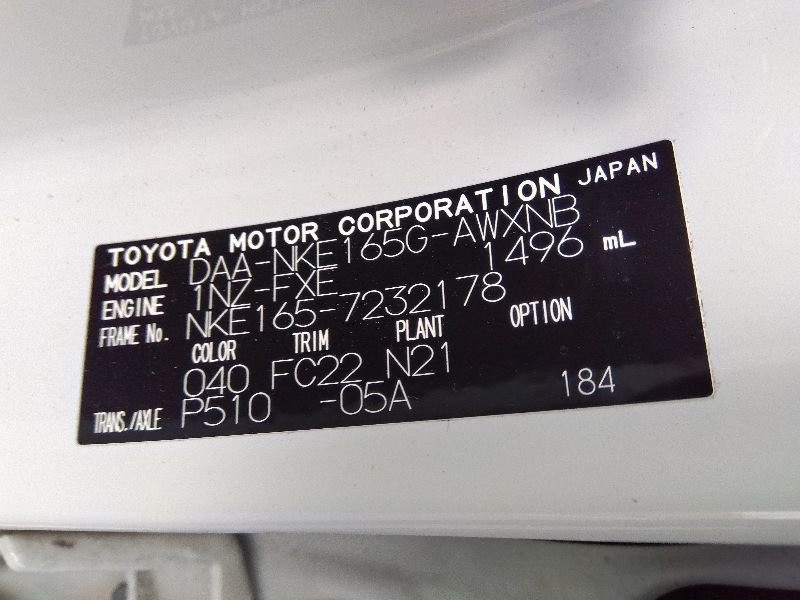 TOYOTA MOTOR CORPORATION JAPAN
MODEL DAA-NKE165G-AWXNB
ENGINE 1NZ-FXE 1496 mL
FRAME No. NKE165-7232178
COLOR TRIM PLANT OPTION
040 FC22 N21
TRANS./AXLE P510 -05A 184